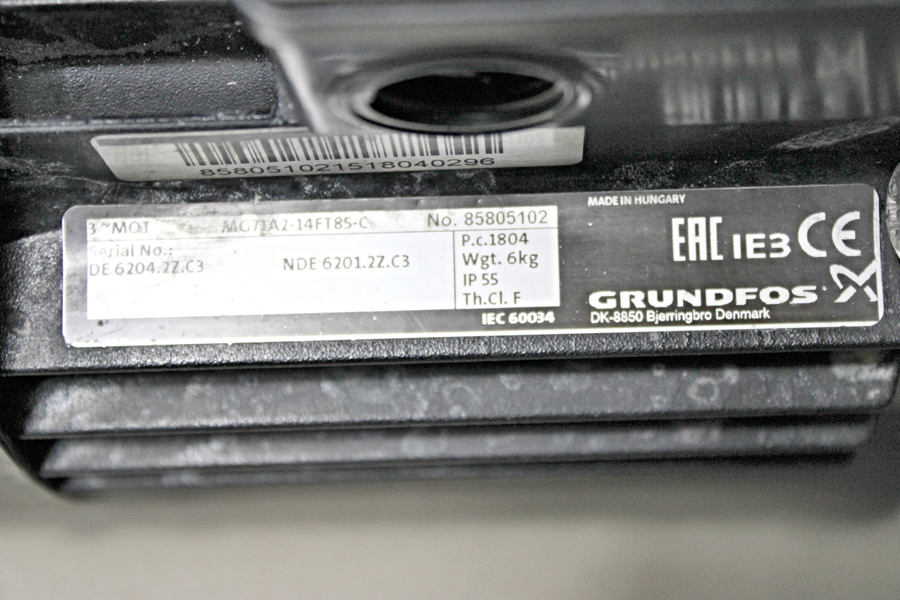 858051021518040296
3~MOT MG71A2-14FT85-C No. 85805102
Serial No.:
DE 6204.2Z.C3 NDE 6201.2Z.C3
P.c.1804
Wgt. 6kg
IP 55
Th.Cl. F
IEC 60034
MADE IN HUNGARY
EAC IE3 CE
GRUNDFOS
DK-8850 Bjerringbro Denmark